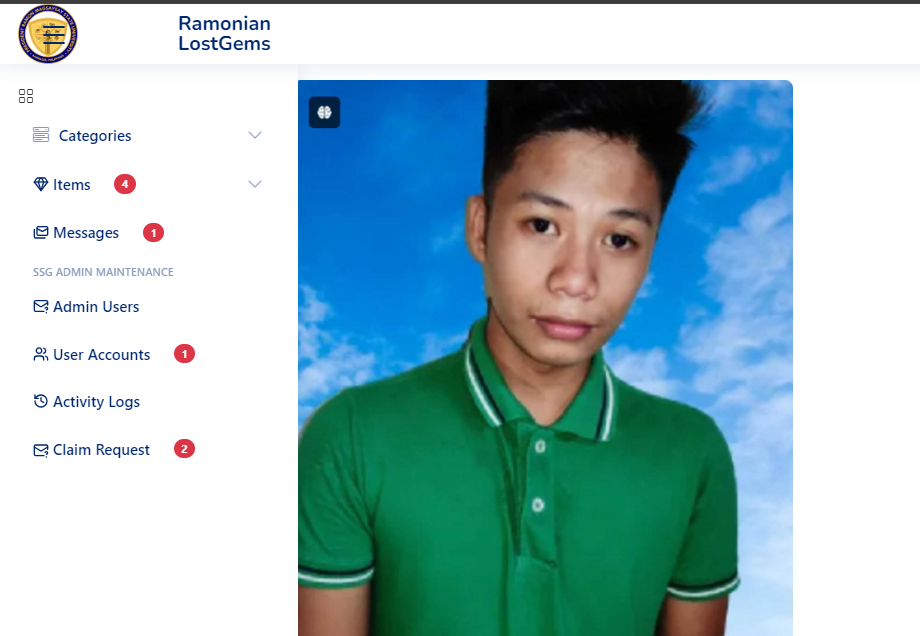 Ramonian
LostGems
Categories
Items 4
Messages 1
SSG ADMIN MAINTENANCE
Admin Users
User Accounts 1
Activity Logs
Claim Request 2